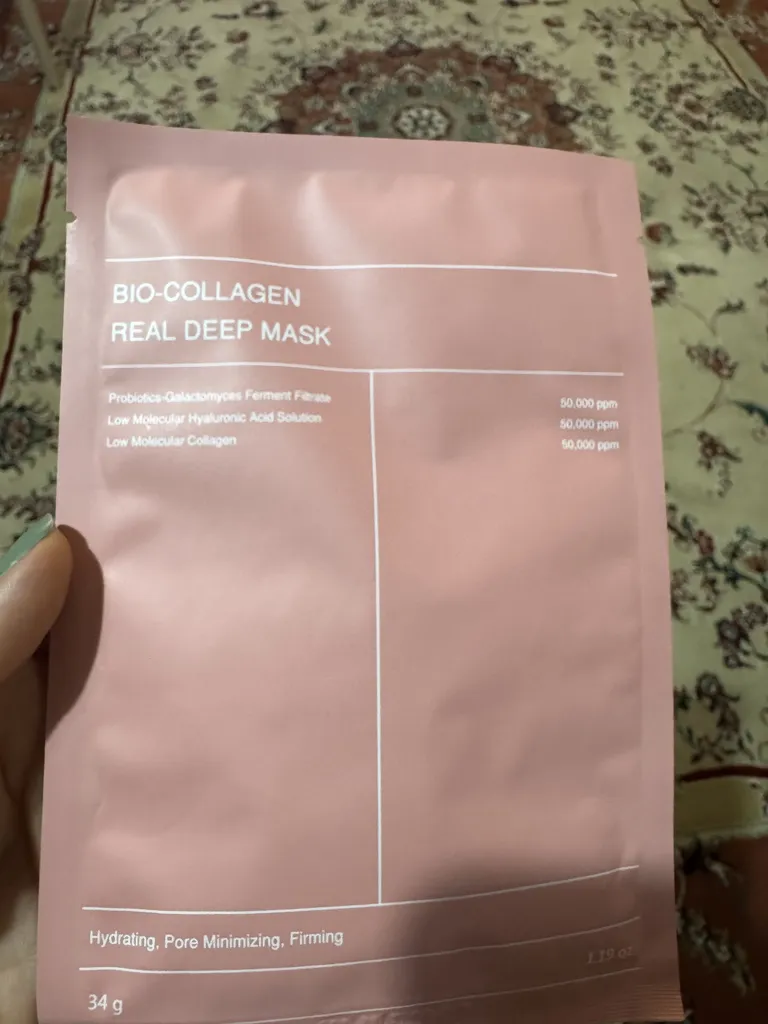 BIO-COLLAGEN
REAL DEEP MASK
Probiotics-Galactomyces Ferment Filtrate 50,000 ppm
Low Molecular Hyaluronic Acid Solution 50,000 ppm
Low Molecular Collagen 50,000 ppm
Hydrating, Pore Minimizing, Firming
34 g 1.19 oz